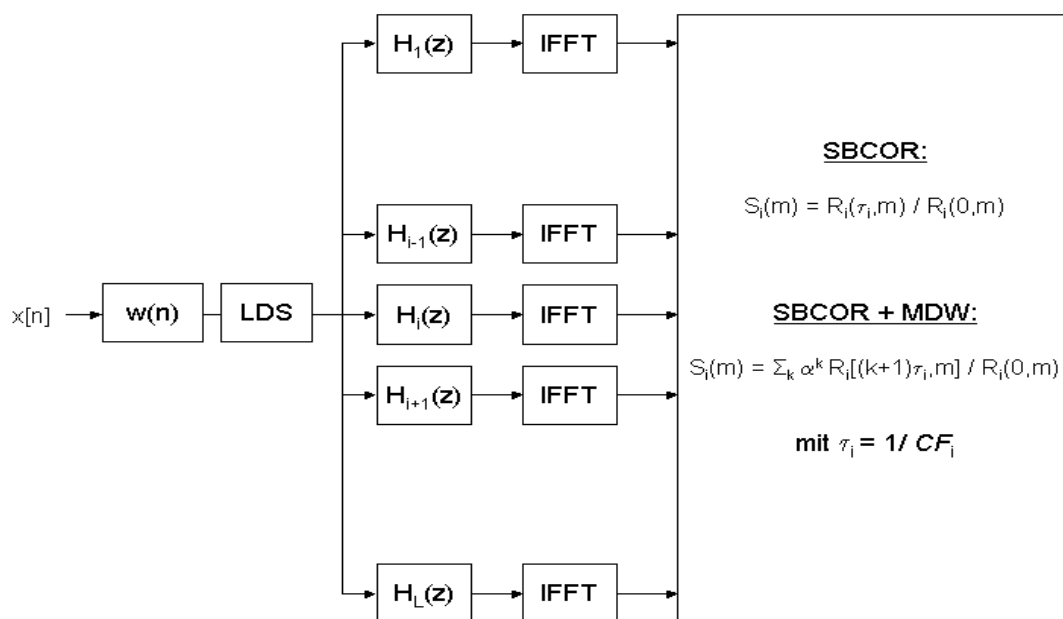 H₁(z) IFFT
SBCOR:
Sᵢ(m) = Rᵢ(τᵢ,m) / Rᵢ(0,m)
Hᵢ₋₁(z) IFFT
x[n] w(n) LDS Hᵢ(z) IFFT
SBCOR + MDW:
Sᵢ(m) = Σₖ αᵏ Rᵢ[(k+1)τᵢ,m] / Rᵢ(0,m)
Hᵢ₊₁(z) IFFT
mit τᵢ = 1/ CFᵢ
H_L(z) IFFT